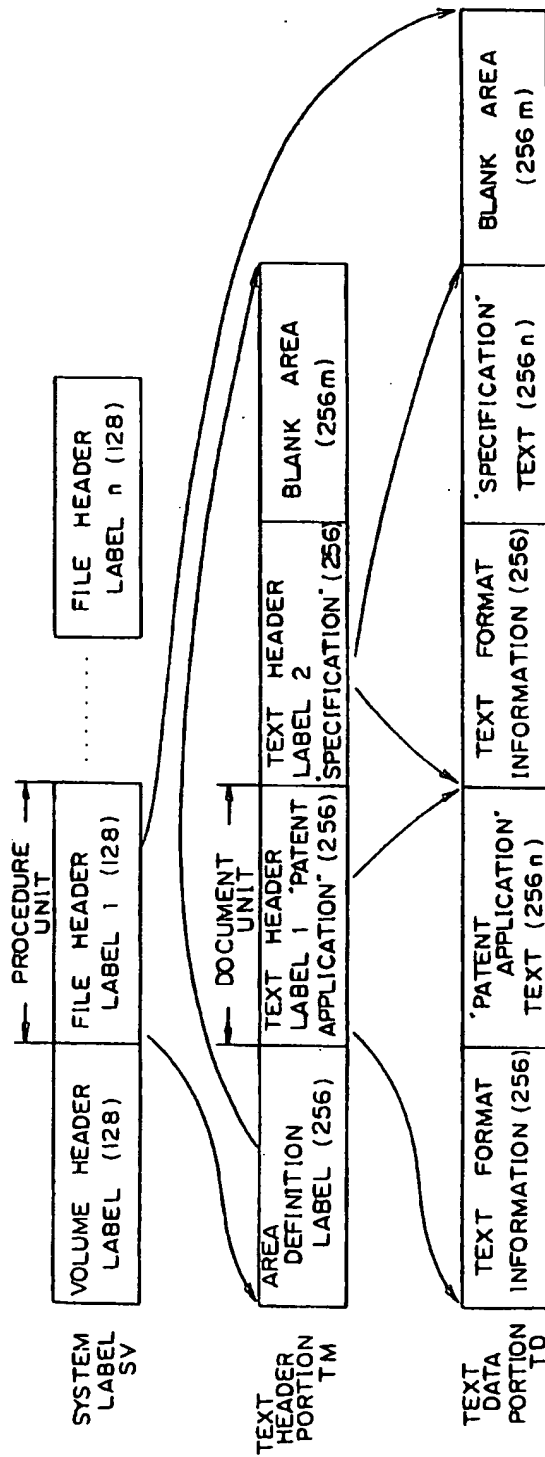 SYSTEM
LABEL
SV
VOLUME HEADER
LABEL (128)
PROCEDURE
UNIT
FILE HEADER
LABEL 1 (128)
FILE HEADER
LABEL n (128)
TEXT
HEADER
PORTION
TM
AREA
DEFINITION
LABEL (256)
DOCUMENT
UNIT
TEXT HEADER
LABEL 1 "PATENT
APPLICATION" (256)
TEXT HEADER
LABEL 2
"SPECIFICATION" (256)
BLANK AREA
(256m)
TEXT
DATA
PORTION
TD
TEXT FORMAT
INFORMATION (256)
"PATENT
APPLICATION"
TEXT (256n)
TEXT FORMAT
INFORMATION (256)
"SPECIFICATION"
TEXT (256n)
BLANK AREA
(256m)